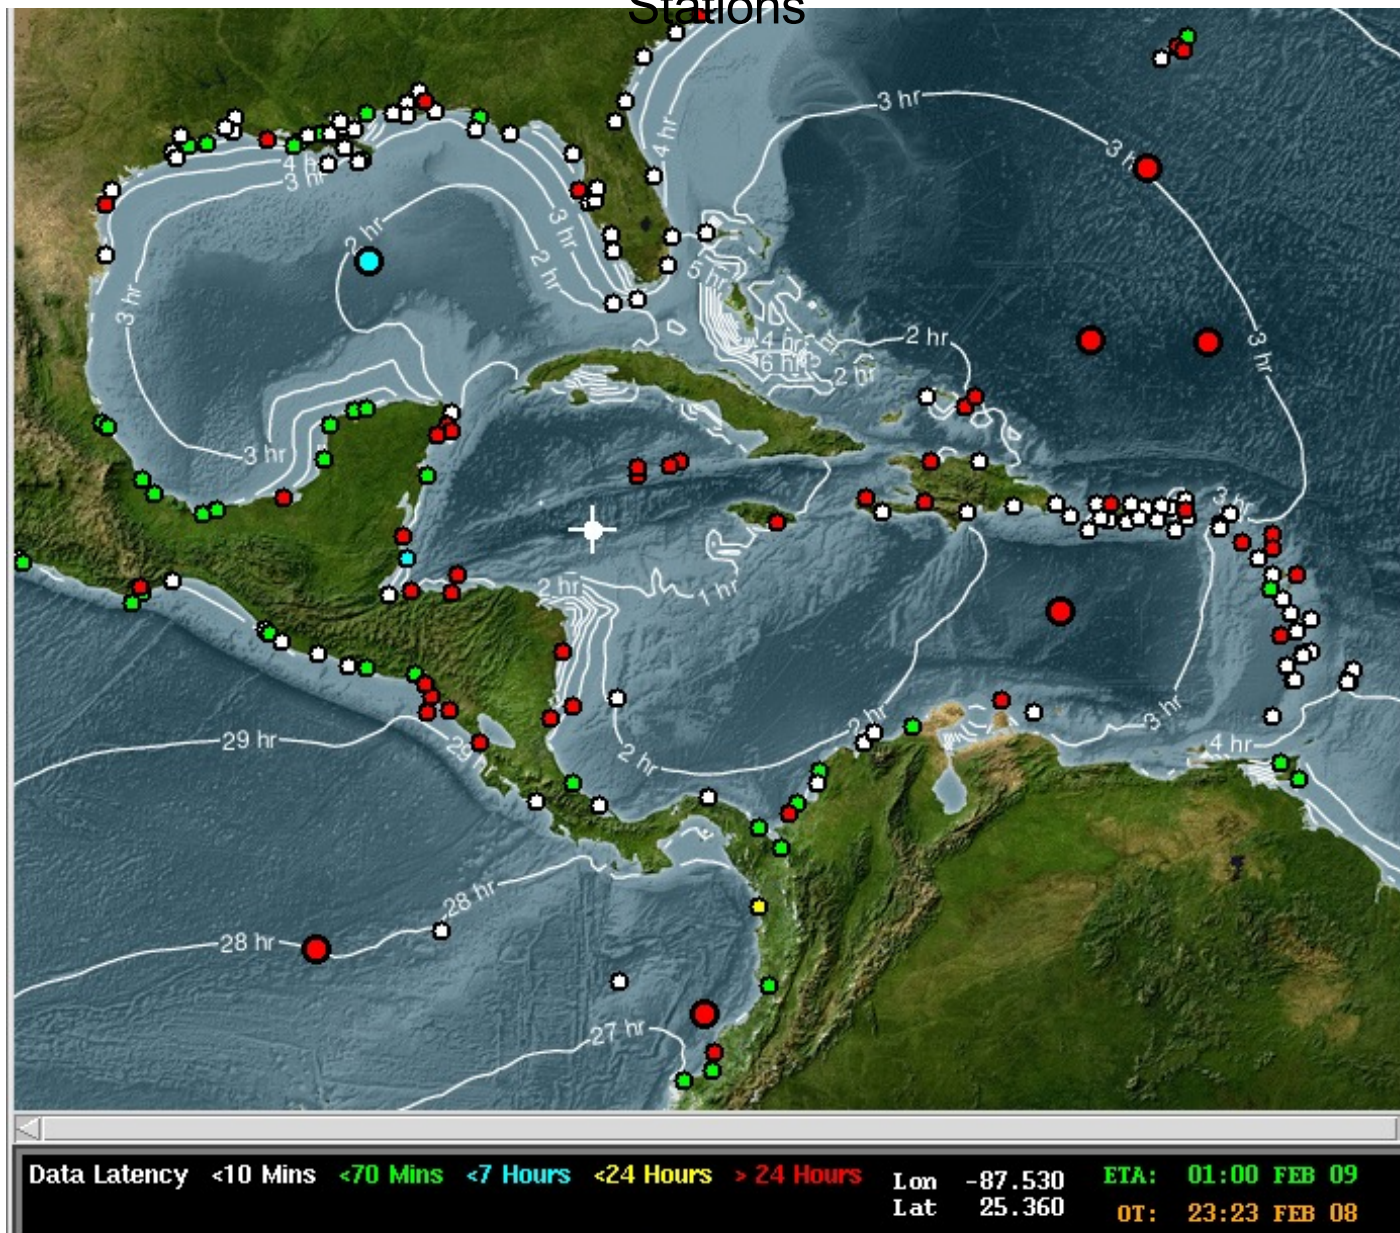 Stations
3 hr
4 hr
3 h
4 h
3 hr
2 hr
3 hr
2 hr
5 hr
3 hr
2 hr
3 hr
4 hr
6 hr
3
2 hr
3 hr
3 h
2 hr
1 hr
2 hr
3 hr
29 hr
29
2 hr
4 hr
28 hr
28 hr
27 hr
Data Latency <10 Mins <70 Mins <7 Hours <24 Hours > 24 Hours
Lon -87.530 ETA: 01:00 FEB 09
Lat 25.360 OT: 23:23 FEB 08